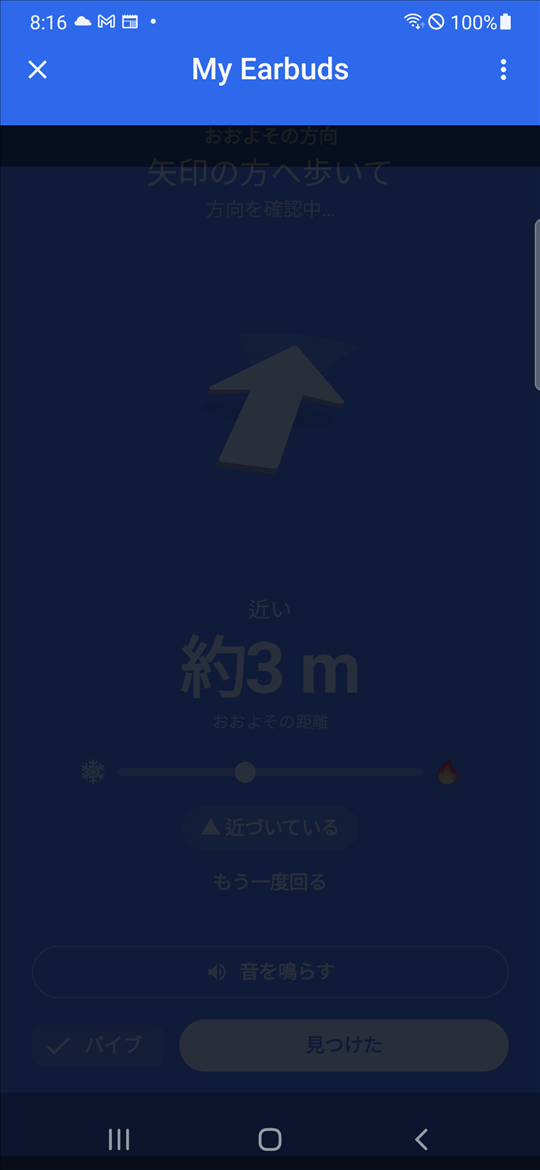 8:16 100%
My Earbuds
おおよその方向
矢印の方へ歩いて
方向を確認中...
近い
約3 m
おおよその距離
▲ 近づいている
もう一度回る
音を鳴らす
バイブ
見つけた